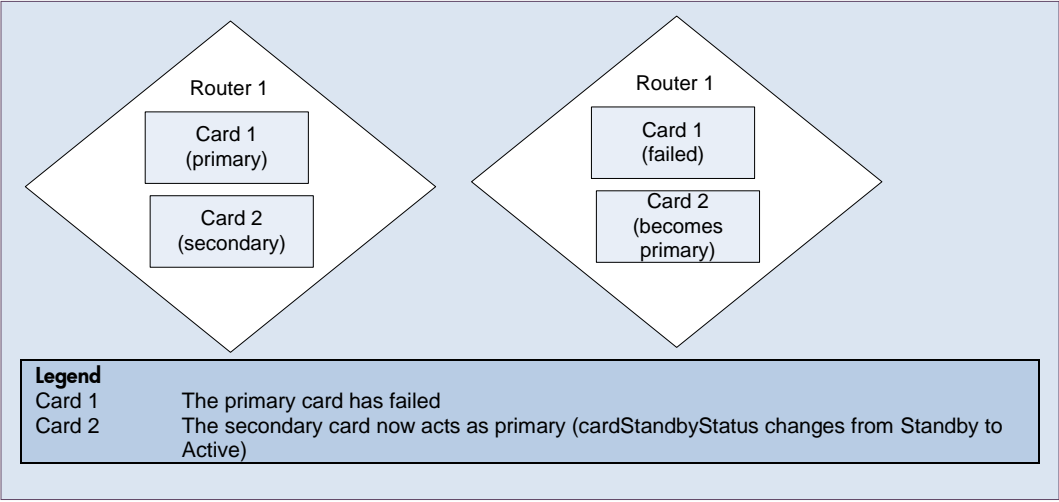 Router 1
Card 1
(primary)
Card 2
(secondary)
Router 1
Card 1
(failed)
Card 2
(becomes
primary)
Legend
Card 1 The primary card has failed
Card 2 The secondary card now acts as primary (cardStandbyStatus changes from Standby to
Active)